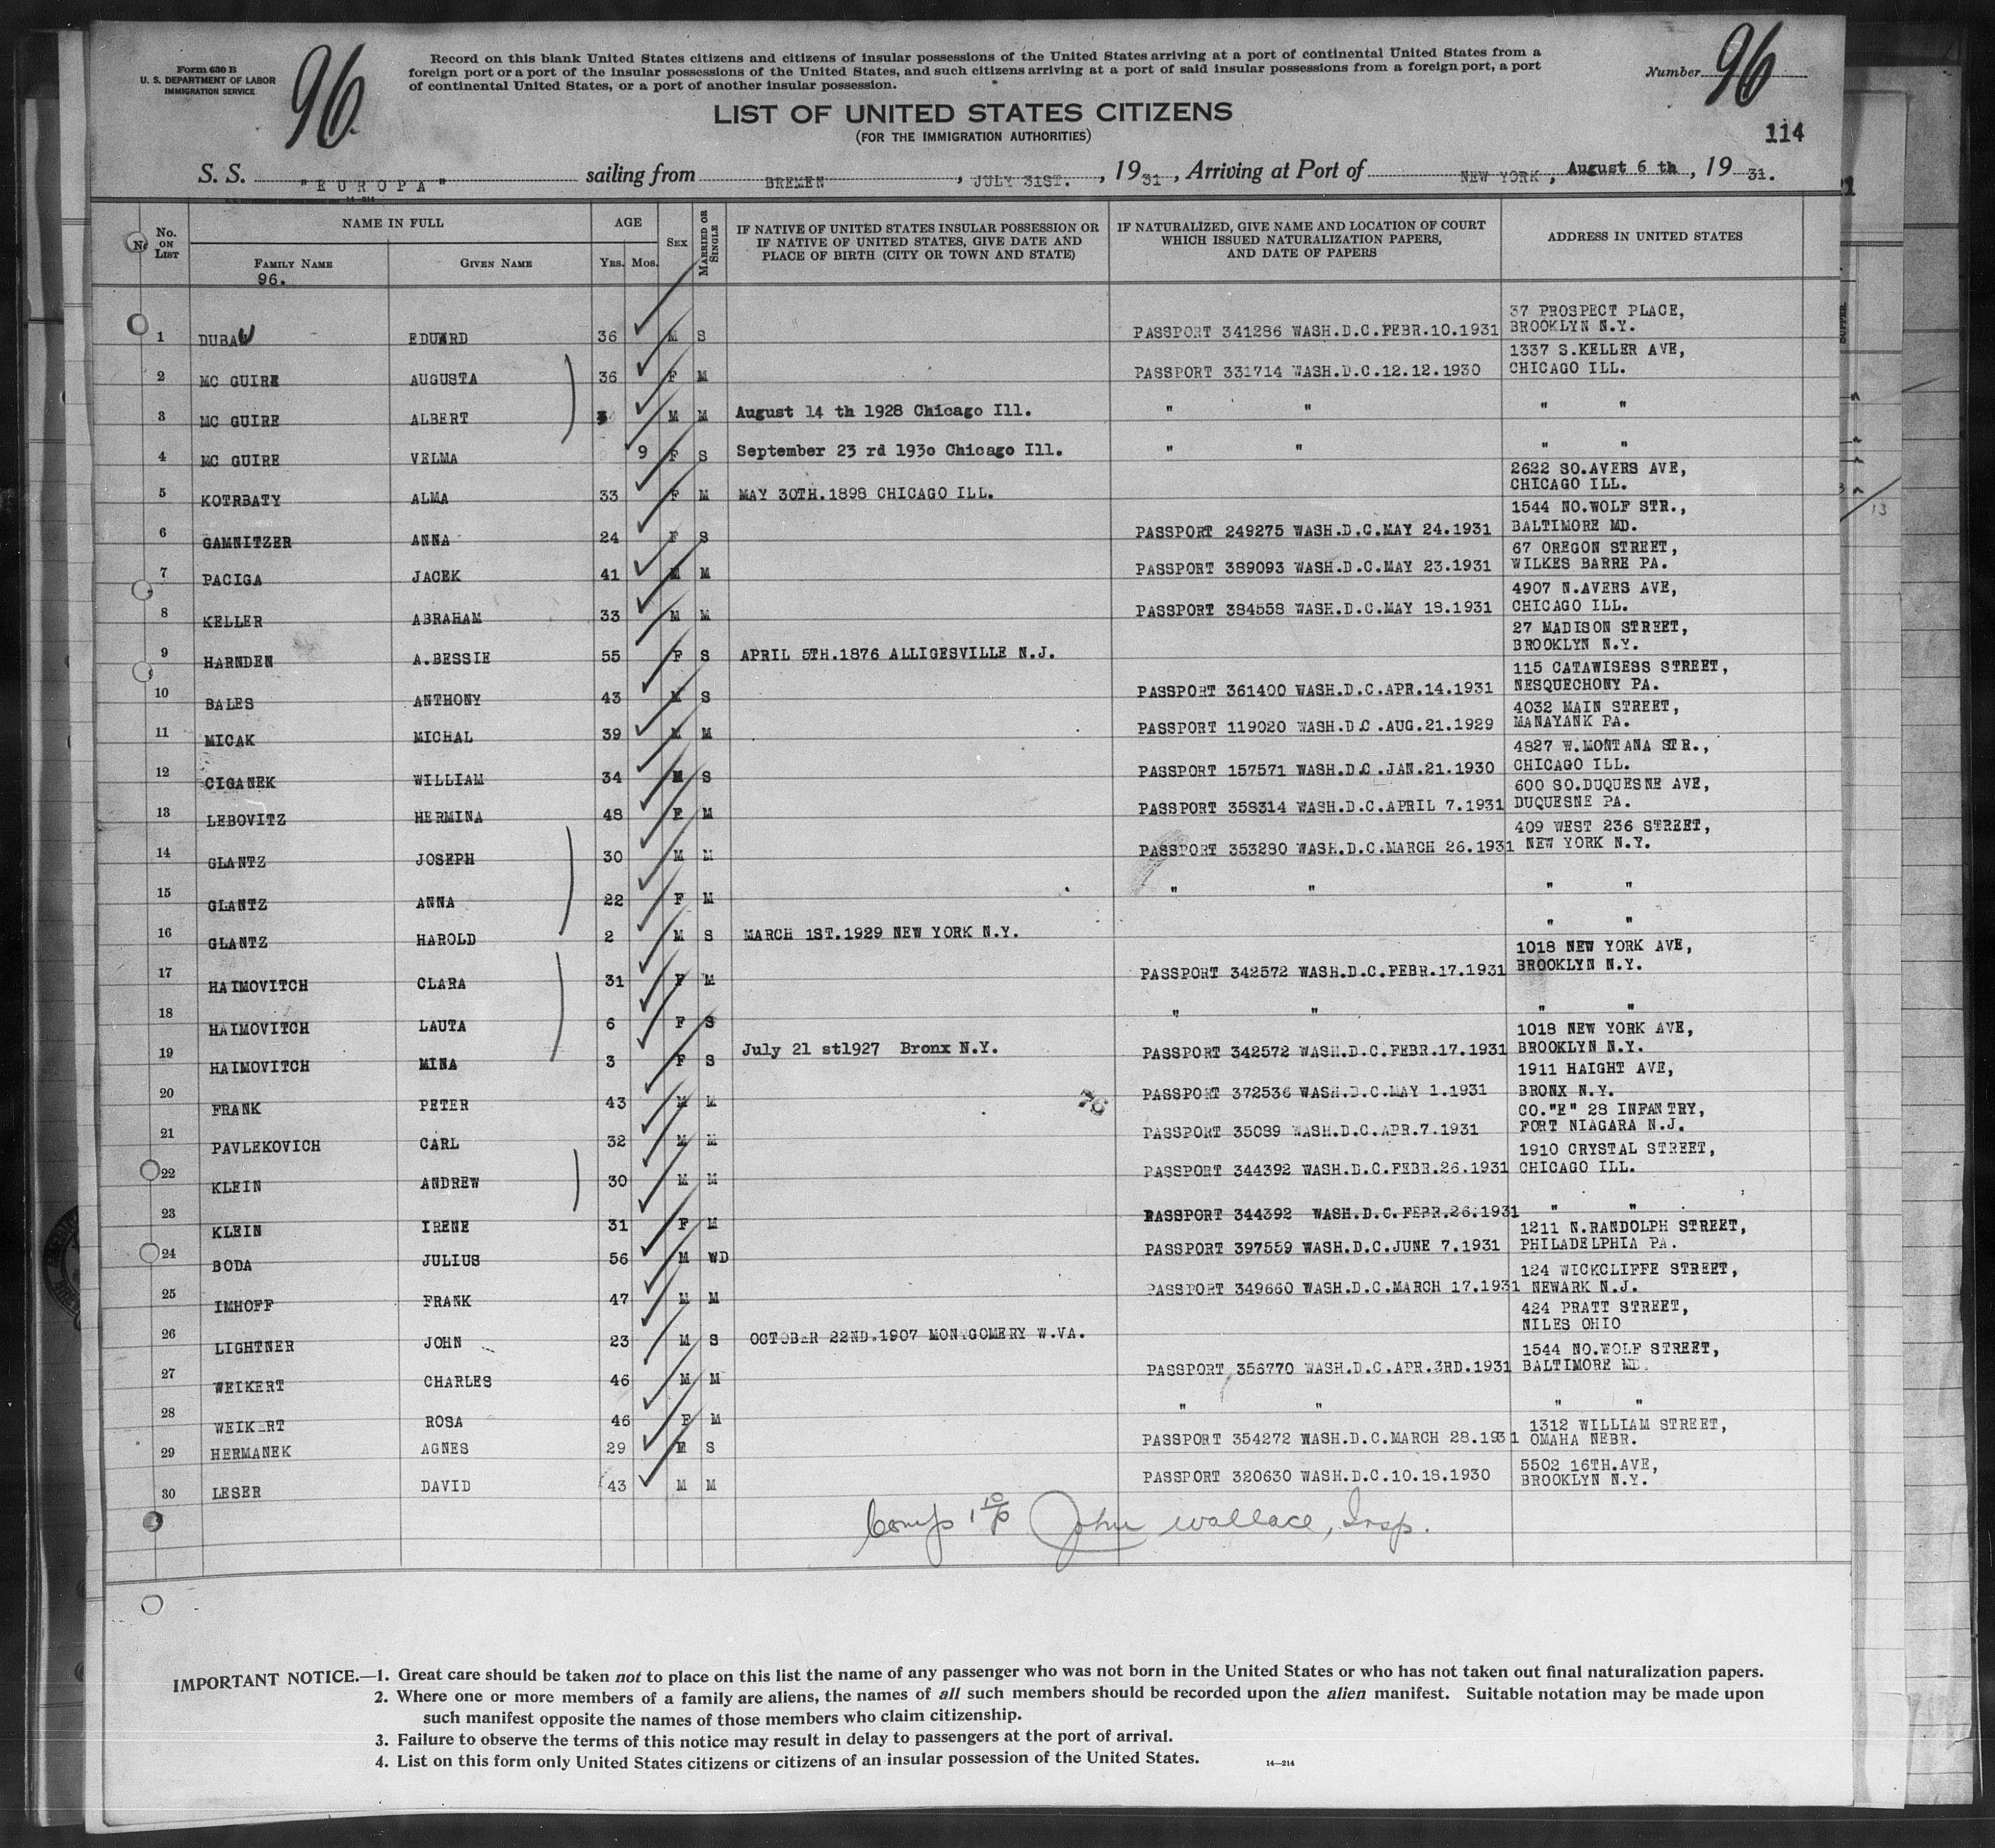 Form 630 B
U. S. DEPARTMENT OF LABOR
IMMIGRATION SERVICE
96
Record on this blank United States citizens and citizens of insular possessions of the United States arriving at a port of continental United States from a
foreign port or a port of the insular possessions of the United States, and such citizens arriving at a port of said insular possessions from a foreign port, a port
of continental United States, or a port of another insular possession.
Number 96
LIST OF UNITED STATES CITIZENS
(FOR THE IMMIGRATION AUTHORITIES)
114
S. S. "EUROPA" sailing from BREMEN, JULY 31ST., 19 31, Arriving at Port of NEW YORK, August 6 th, 19 31.
No. ON LIST NAME IN FULL AGE SEX MARRIED OR SINGLE IF NATIVE OF UNITED STATES INSULAR POSSESSION OR IF NATIVE OF UNITED STATES, GIVE DATE AND PLACE OF BIRTH (CITY OR TOWN AND STATE) IF NATURALIZED, GIVE NAME AND LOCATION OF COURT WHICH ISSUED NATURALIZATION PAPERS, AND DATE OF PAPERS ADDRESS IN UNITED STATES
FAMILY NAME GIVEN NAME YRS. MOS.
96.
1 DUBAU EDUARD 36 M S PASSPORT 341286 WASH.D.C.FEBR.10.1931 37 PROSPECT PLACE, BROOKLYN N.Y.
2 MC GUIRE AUGUSTA 36 F M PASSPORT 331714 WASH.D.C.12.12.1930 1337 S.KELLER AVE, CHICAGO ILL.
3 MC GUIRE ALBERT M M August 14 th 1928 Chicago Ill. " " " "
4 MC GUIRE VELMA 9 F S September 23 rd 193o Chicago Ill. " " " "
5 KOTRBATY ALMA 33 F M MAY 30TH.1898 CHICAGO ILL. 2622 SO.AVERS AVE, CHICAGO ILL.
6 GAMNITZER ANNA 24 F S PASSPORT 249275 WASH.D.C.MAY 24.1931 1544 NO.WOLF STR., BALTIMORE MD.
7 PACIGA JACEK 41 M M PASSPORT 389093 WASH.D.C.MAY 23.1931 67 OREGON STREET, WILKES BARRE PA.
8 KELLER ABRAHAM 33 M M PASSPORT 384558 WASH.D.C.MAY 18.1931 4907 N.AVERS AVE, CHICAGO ILL.
9 HARNDEN A.BESSIE 55 F S APRIL 5TH.1876 ALLIGESVILLE N.J. 27 MADISON STREET, BROOKLYN N.Y.
10 BALES ANTHONY 43 M S PASSPORT 361400 WASH.D.C.APR.14.1931 115 CATAWISESS STREET, NESQUECHONY PA.
11 MICAK MICHAL 39 M M PASSPORT 119020 WASH.D.C.AUG.21.1929 4032 MAIN STREET, MANAYANK PA.
12 CIGANEK WILLIAM 34 M S PASSPORT 157571 WASH.D.C.JAN.21.1930 4827 W.MONTANA STR., CHICAGO ILL.
13 LEBOVITZ HERMINA 48 F M PASSPORT 358314 WASH.D.C.APRIL 7.1931 600 SO.DUQUESNE AVE, DUQUESNE PA.
14 GLANTZ JOSEPH 30 M M PASSPORT 353280 WASH.D.C.MARCH 26.1931 409 WEST 236 STREET, NEW YORK N.Y.
15 GLANTZ ANNA 22 F M " " " "
16 GLANTZ HAROLD 2 M S MARCH 1ST.1929 NEW YORK N.Y. " "
17 HAIMOVITCH CLARA 31 F M PASSPORT 342572 WASH.D.C.FEBR.17.1931 1018 NEW YORK AVE, BROOKLYN N.Y.
18 HAIMOVITCH LAUTA 6 F S " " " "
19 HAIMOVITCH MINA 3 F S July 21 st1927 Bronx N.Y. PASSPORT 342572 WASH.D.C.FEBR.17.1931 1018 NEW YORK AVE, BROOKLYN N.Y.
20 FRANK PETER 43 M M 76 PASSPORT 372536 WASH.D.C.MAY 1.1931 1911 HAIGHT AVE, BRONX N.Y.
21 PAVLEKOVICH CARL 32 M M PASSPORT 35089 WASH.D.C.APR.7.1931 CO."E" 28 INFANTRY, FORT NIAGARA N.J.
22 KLEIN ANDREW 30 M M PASSPORT 344392 WASH.D.C.FEBR.26.1931 1910 CRYSTAL STREET, CHICAGO ILL.
23 KLEIN IRENE 31 F M PASSPORT 344392 WASH.D.C.FEBR.26.1931 " "
24 BODA JULIUS 56 M WD PASSPORT 397559 WASH.D.C.JUNE 7.1931 1211 N.RANDOLPH STREET, PHILADELPHIA PA.
25 IMHOFF FRANK 47 M M PASSPORT 349660 WASH.D.C.MARCH 17.1931 124 WICKCLIFFE STREET, NEWARK N.J.
26 LIGHTNER JOHN 23 M S OCTOBER 22ND.1907 MONTGOMERY W.VA. 424 PRATT STREET, NILES OHIO
27 WEIKERT CHARLES 46 M M PASSPORT 356770 WASH.D.C.APR.3RD.1931 1544 NO.WOLF STREET, BALTIMORE MD.
28 WEIKERT ROSA 46 F M " " " "
29 HERMANEK AGNES 29 F S PASSPORT 354272 WASH.D.C.MARCH 28.1931 1312 WILLIAM STREET, OMAHA NEBR.
30 LESER DAVID 43 M M PASSPORT 320630 WASH.D.C.10.18.1930 5502 16TH.AVE, BROOKLYN N.Y.
John Wallace, Insp.
IMPORTANT NOTICE.—1. Great care should be taken not to place on this list the name of any passenger who was not born in the United States or who has not taken out final naturalization papers.
2. Where one or more members of a family are aliens, the names of all such members should be recorded upon the alien manifest. Suitable notation may be made upon
such manifest opposite the names of those members who claim citizenship.
3. Failure to observe the terms of this notice may result in delay to passengers at the port of arrival.
4. List on this form only United States citizens or citizens of an insular possession of the United States.
14—214